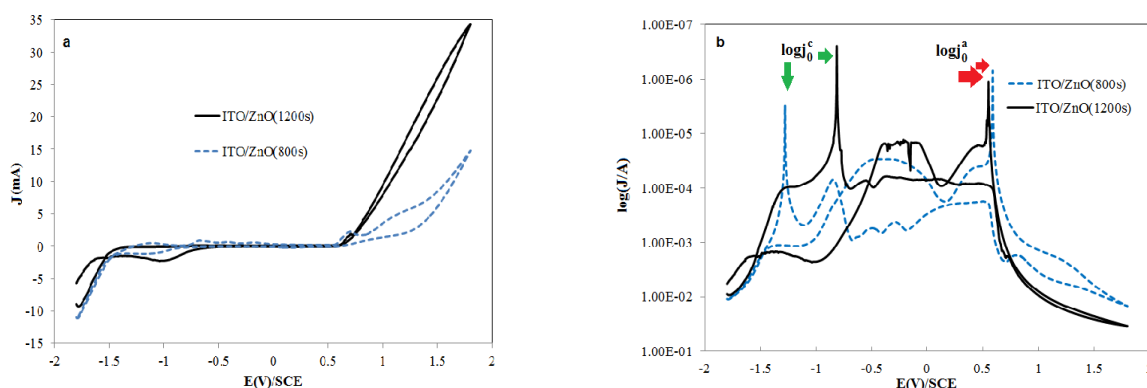 a
J (mA)
35
30
25
20
15
10
5
0
-5
-10
-15
-2
-1.5
-1
-0.5
0
0.5
1
1.5
2
E(V)/SCE
ITO/ZnO(1200s)
ITO/ZnO(800s)
b
log(J/A)
1.00E-07
1.00E-06
1.00E-05
1.00E-04
1.00E-03
1.00E-02
1.00E-01
-2
-1.5
-1
-0.5
0
0.5
1
1.5
2
E(V)/SCE
logj₀ᶜ
logj₀ᵃ
ITO/ZnO(800s)
ITO/ZnO(1200s)